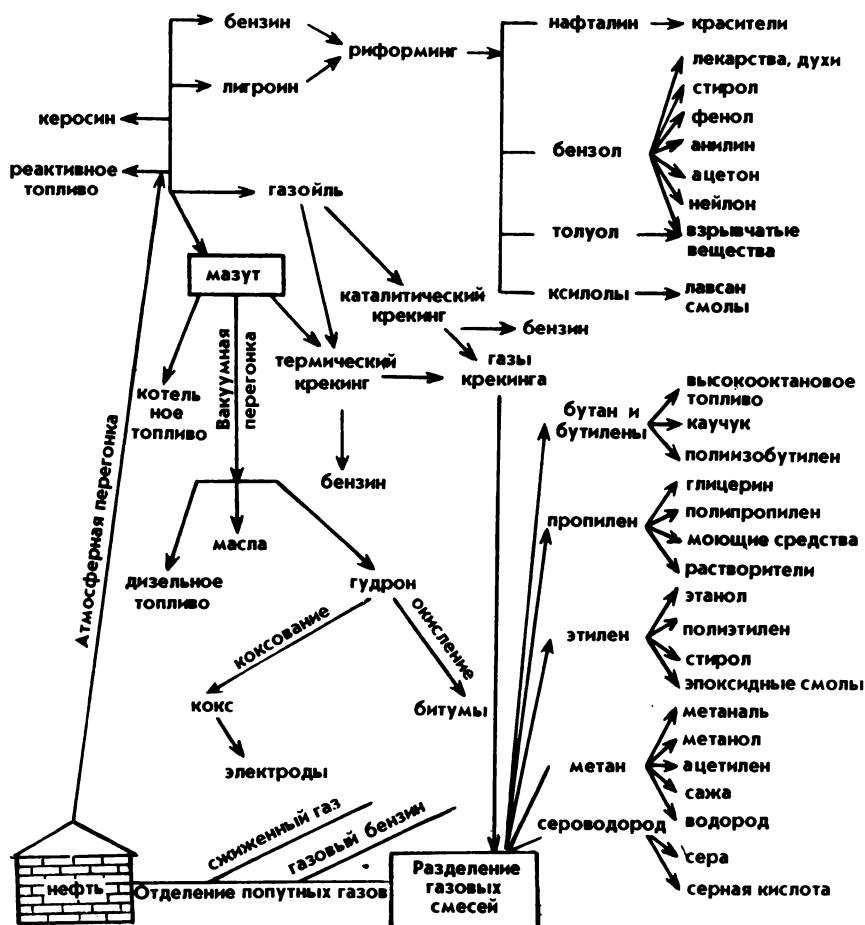 бензин
риформинг
лигроин
керосин
реактивное
топливо
газойль
мазут
каталитический
крекинг
бензин
термический
крекинг
газы
крекинга
котель
ное
топливо
Вакуумная
перегонка
бензин
Атмосферная перегонка
масла
дизельное
топливо
гудрон
коксование
окисление
кокс
битумы
электроды
сжиженный газ
газовый бензин
нефть
Отделение попутных газов
Разделение
газовых
смесей
нафталин
красители
бензол
лекарства, духи
стирол
фенол
анилин
ацетон
нейлон
толуол
взрывчатые
вещества
ксилолы
лавсан
смолы
бутан и
бутилены
высокооктановое
топливо
каучук
полиизобутилен
пропилен
глицерин
полипропилен
моющие средства
растворители
этилен
этанол
полиэтилен
стирол
эпоксидные смолы
метан
метаналь
метанол
ацетилен
сажа
водород
сероводород
сера
серная кислота